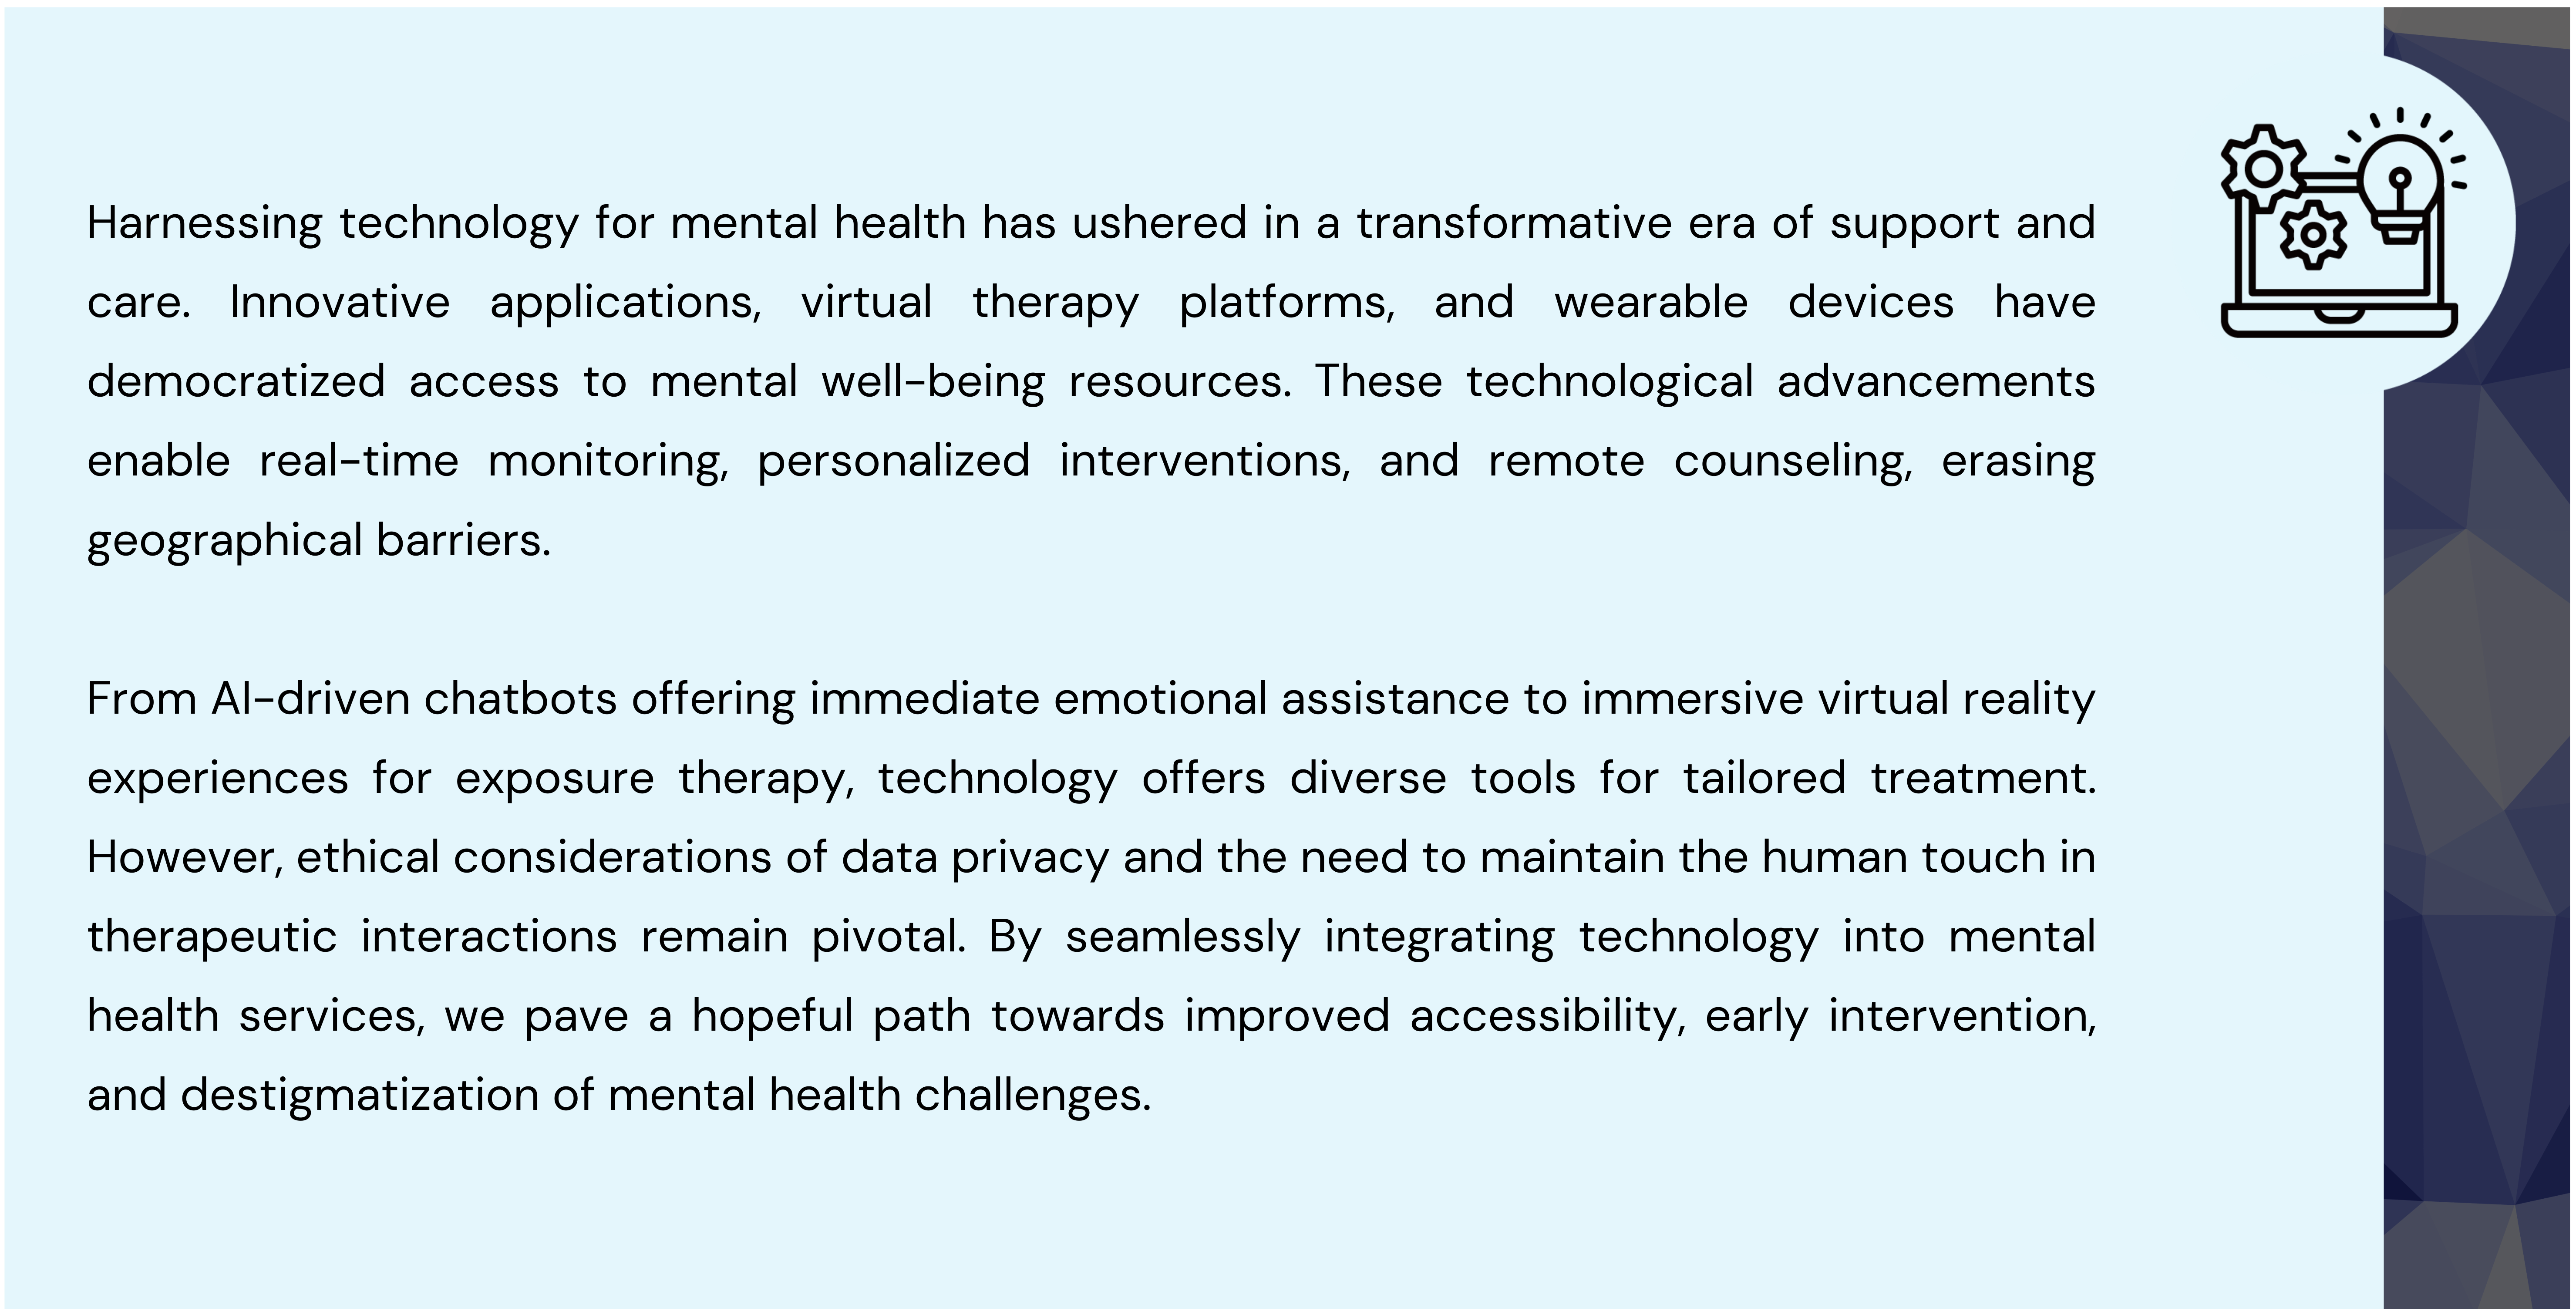 Harnessing technology for mental health has ushered in a transformative era of support and
care. Innovative applications, virtual therapy platforms, and wearable devices have
democratized access to mental well-being resources. These technological advancements
enable real-time monitoring, personalized interventions, and remote counseling, erasing
geographical barriers.
From AI-driven chatbots offering immediate emotional assistance to immersive virtual reality
experiences for exposure therapy, technology offers diverse tools for tailored treatment.
However, ethical considerations of data privacy and the need to maintain the human touch in
therapeutic interactions remain pivotal. By seamlessly integrating technology into mental
health services, we pave a hopeful path towards improved accessibility, early intervention,
and destigmatization of mental health challenges.